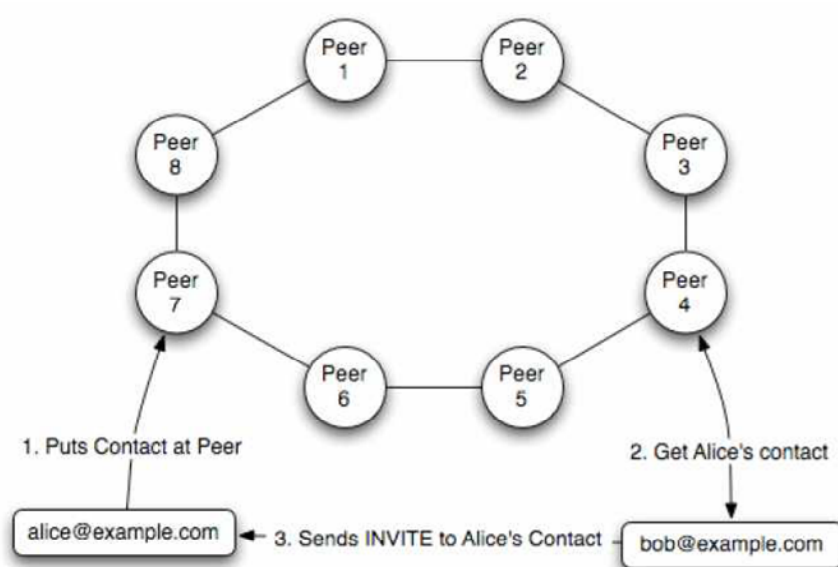 Peer
1
Peer
2
Peer
8
Peer
3
Peer
7
Peer
4
Peer
6
Peer
5
1. Puts Contact at Peer
2. Get Alice's contact
alice@example.com
3. Sends INVITE to Alice's Contact
bob@example.com